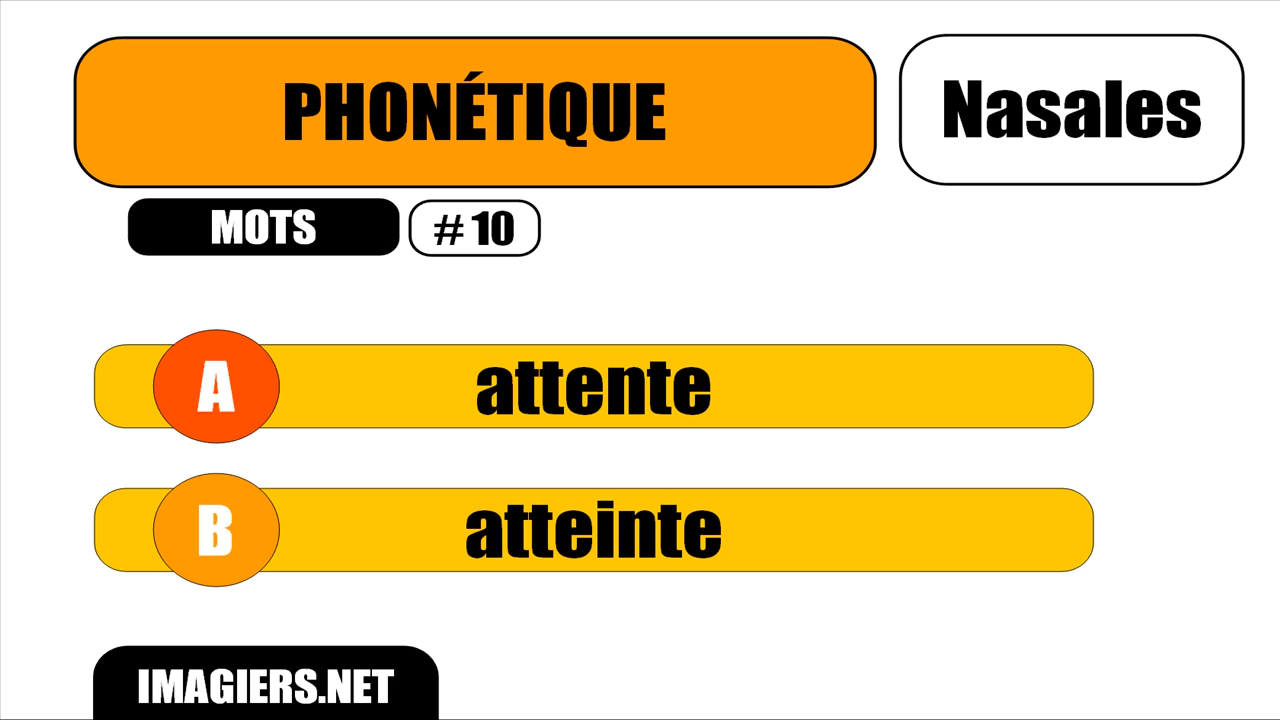 PHONÉTIQUE
Nasales
MOTS
# 10
A attente
B atteinte
IMAGIERS.NET